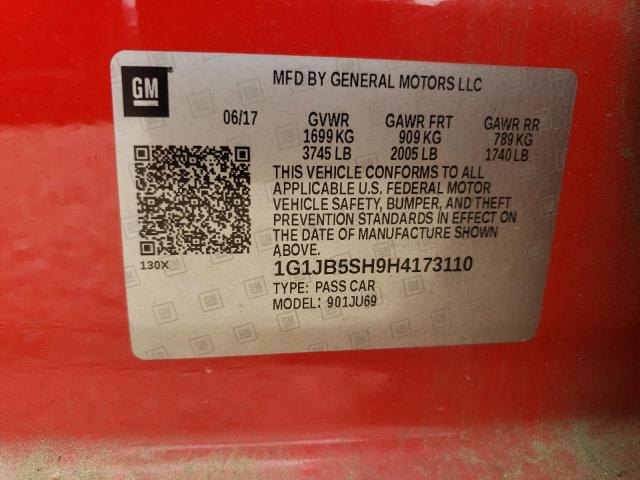 GM
MFD BY GENERAL MOTORS LLC
06/17 GVWR GAWR FRT GAWR RR
1699 KG 909 KG 789 KG
3745 LB 2005 LB 1740 LB
THIS VEHICLE CONFORMS TO ALL
APPLICABLE U.S. FEDERAL MOTOR
VEHICLE SAFETY, BUMPER, AND THEFT
PREVENTION STANDARDS IN EFFECT ON
THE DATE OF MANUFACTURE SHOWN
ABOVE.
130X
1G1JB5SH9H4173110
TYPE: PASS CAR
MODEL: 901JU69